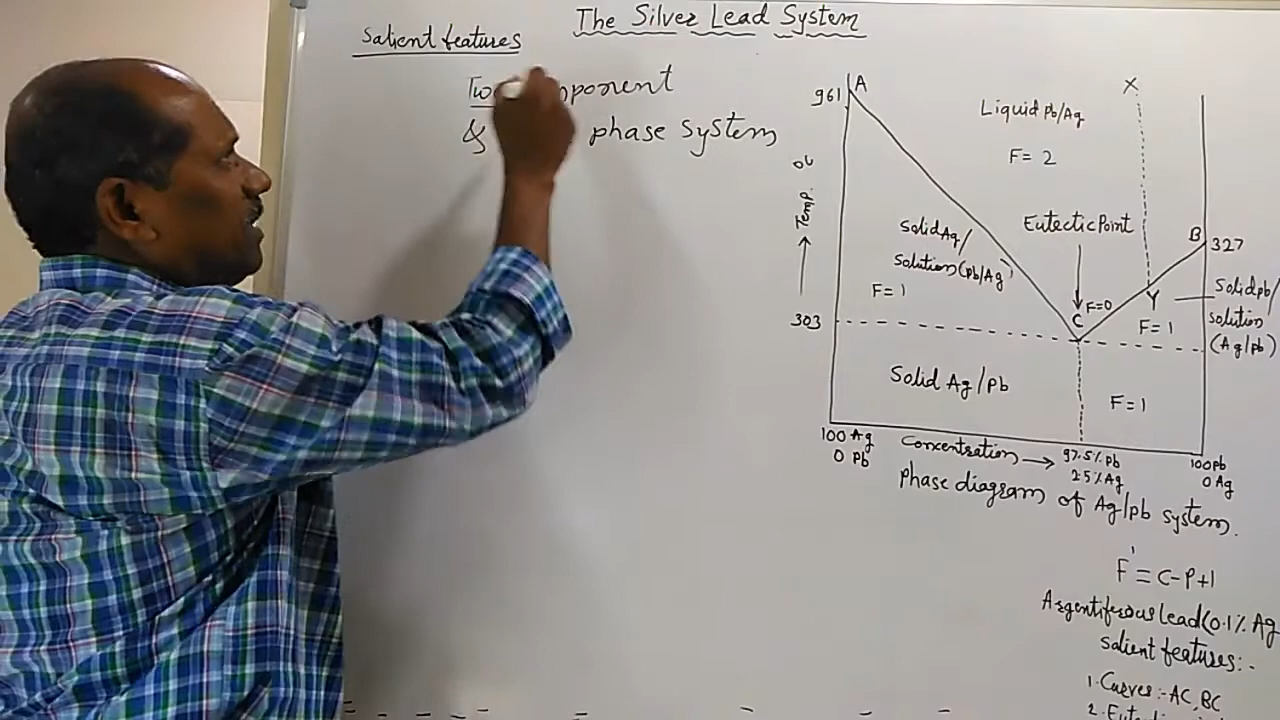 The Silver Lead System
Salient features
Two component
& phase system
A
961
Liquid Pb/Ag
F = 2
X
Temp.
Solid Ag/
Solution (Pb/Ag)
F = 1
Eutectic Point
B
327
C
F=0
Y
F = 1
Solid pb/
solution
(Ag/pb)
303
Solid Ag/Pb
F = 1
100 Ag
0 Pb
Concentration
97.5% Pb
2.5% Ag
100 Pb
0 Ag
phase diagram of Ag/pb system.
F' = C-P+1
Argentiferous Lead (0.1% Ag
salient features:-
1. Curves:- AC, BC
2.